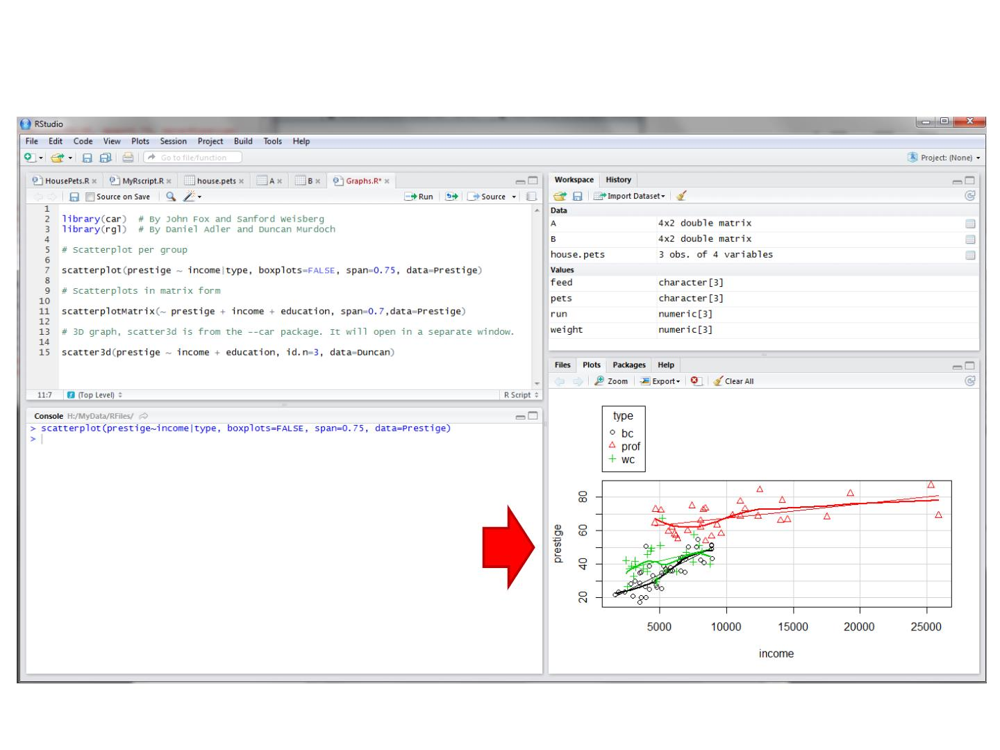 RStudio
File Edit Code View Plots Session Project Build Tools Help
Go to file/function
Project: (None)
HousePets.R MyRscript.R house.pets A B Graphs.R*
Source on Save Run Source
1
2 library(car) # By John Fox and Sanford Weisberg
3 library(rgl) # By Daniel Adler and Duncan Murdoch
4
5 # Scatterplot per group
6
7 scatterplot(prestige ~ income|type, boxplots=FALSE, span=0.75, data=Prestige)
8
9 # Scatterplots in matrix form
10
11 scatterplotMatrix(~ prestige + income + education, span=0.7,data=Prestige)
12
13 # 3D graph, scatter3d is from the --car package. It will open in a separate window.
14
15 scatter3d(prestige ~ income + education, id.n=3, data=Duncan)
11:7 (Top Level) R Script
Console H:/MyData/RFiles/
> scatterplot(prestige~income|type, boxplots=FALSE, span=0.75, data=Prestige)
>
Workspace History
Import Dataset
Data
A 4x2 double matrix
B 4x2 double matrix
house.pets 3 obs. of 4 variables
Values
feed character[3]
pets character[3]
run numeric[3]
weight numeric[3]
Files Plots Packages Help
Zoom Export Clear All
type
bc
prof
wc
prestige
80
60
40
20
5000 10000 15000 20000 25000
income